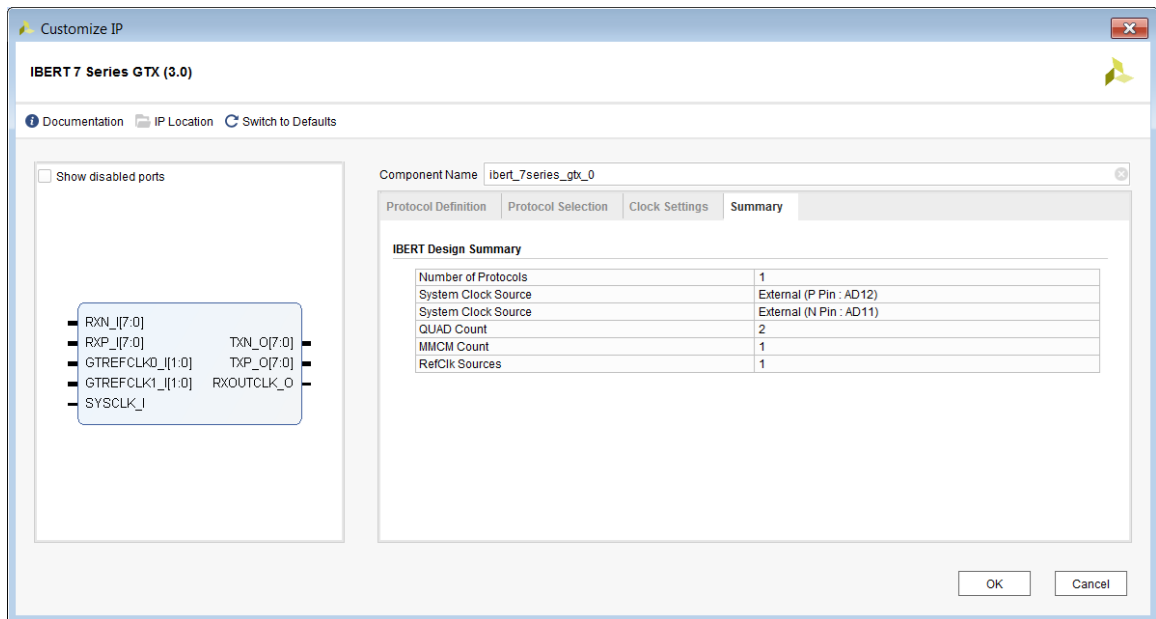 Customize IP
IBERT 7 Series GTX (3.0)
Documentation IP Location Switch to Defaults
Show disabled ports
RXN_I[7:0]
RXP_I[7:0] TXN_O[7:0]
GTREFCLK0_I[1:0] TXP_O[7:0]
GTREFCLK1_I[1:0] RXOUTCLK_O
SYSCLK_I
Component Name ibert_7series_gtx_0
Protocol Definition Protocol Selection Clock Settings Summary
IBERT Design Summary
Number of Protocols 1
System Clock Source External (P Pin : AD12)
System Clock Source External (N Pin : AD11)
QUAD Count 2
MMCM Count 1
RefClk Sources 1
OK Cancel